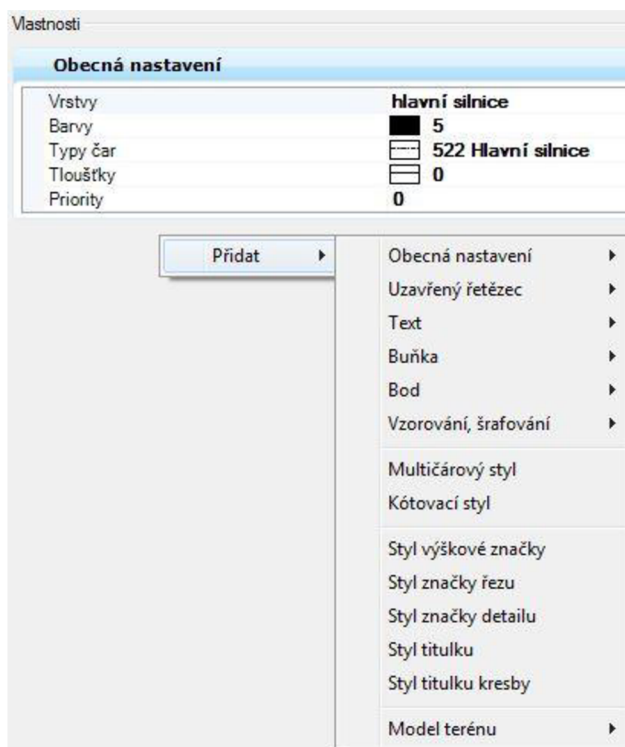 Vlastnosti
Obecná nastavení
Vrstvy hlavní silnice
Barvy 5
Typy čar 522 Hlavní silnice
Tloušťky 0
Priority 0
Přidat
Obecná nastavení
Uzavřený řetězec
Text
Buňka
Bod
Vzorování, šrafování
Multičárový styl
Kótovací styl
Styl výškové značky
Styl značky řezu
Styl značky detailu
Styl titulku
Styl titulku kresby
Model terénu